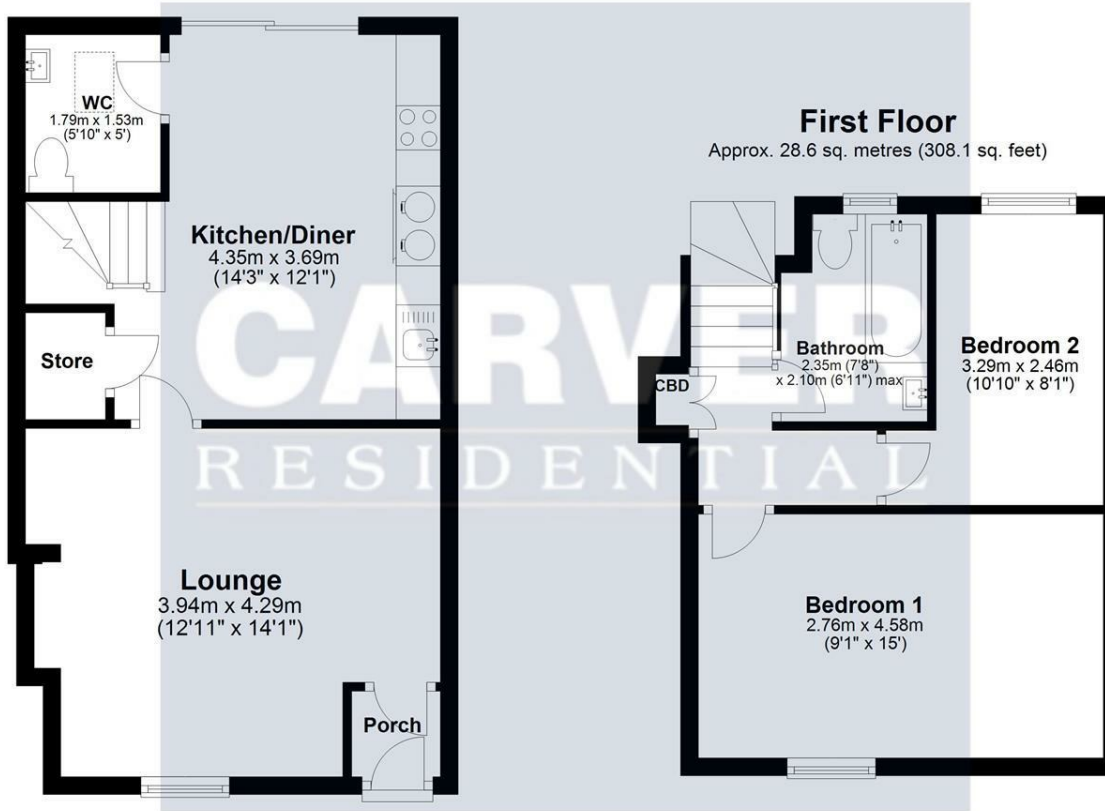 WC
1.79m x 1.53m
(5'10" x 5')
Kitchen/Diner
4.35m x 3.69m
(14'3" x 12'1")
Store
Lounge
3.94m x 4.29m
(12'11" x 14'1")
Porch
First Floor
Approx. 28.6 sq. metres (308.1 sq. feet)
Bathroom
2.35m (7'8")
x 2.10m (6'11") max
CBD
Bedroom 2
3.29m x 2.46m
(10'10" x 8'1")
Bedroom 1
2.76m x 4.58m
(9'1" x 15')
CARVER
RESIDENTIAL